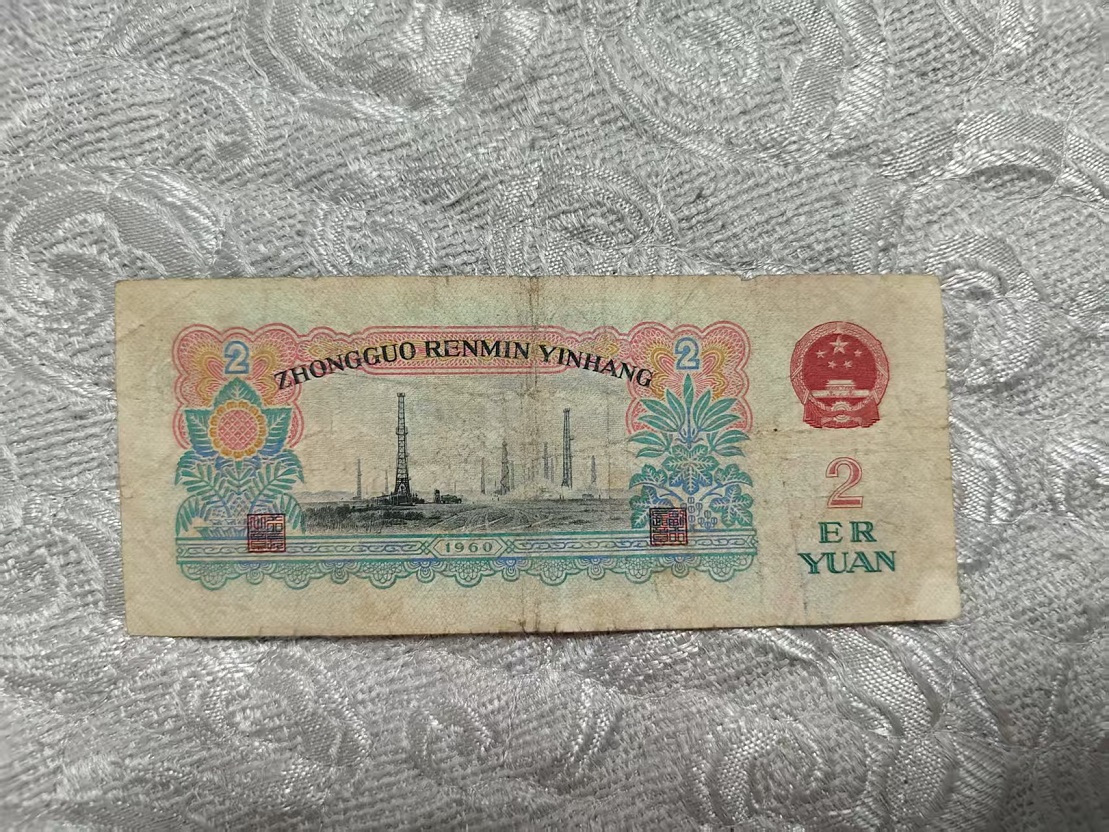 2 2
ZHONGGUO RENMIN YINHANG
1960
2
ER
YUAN